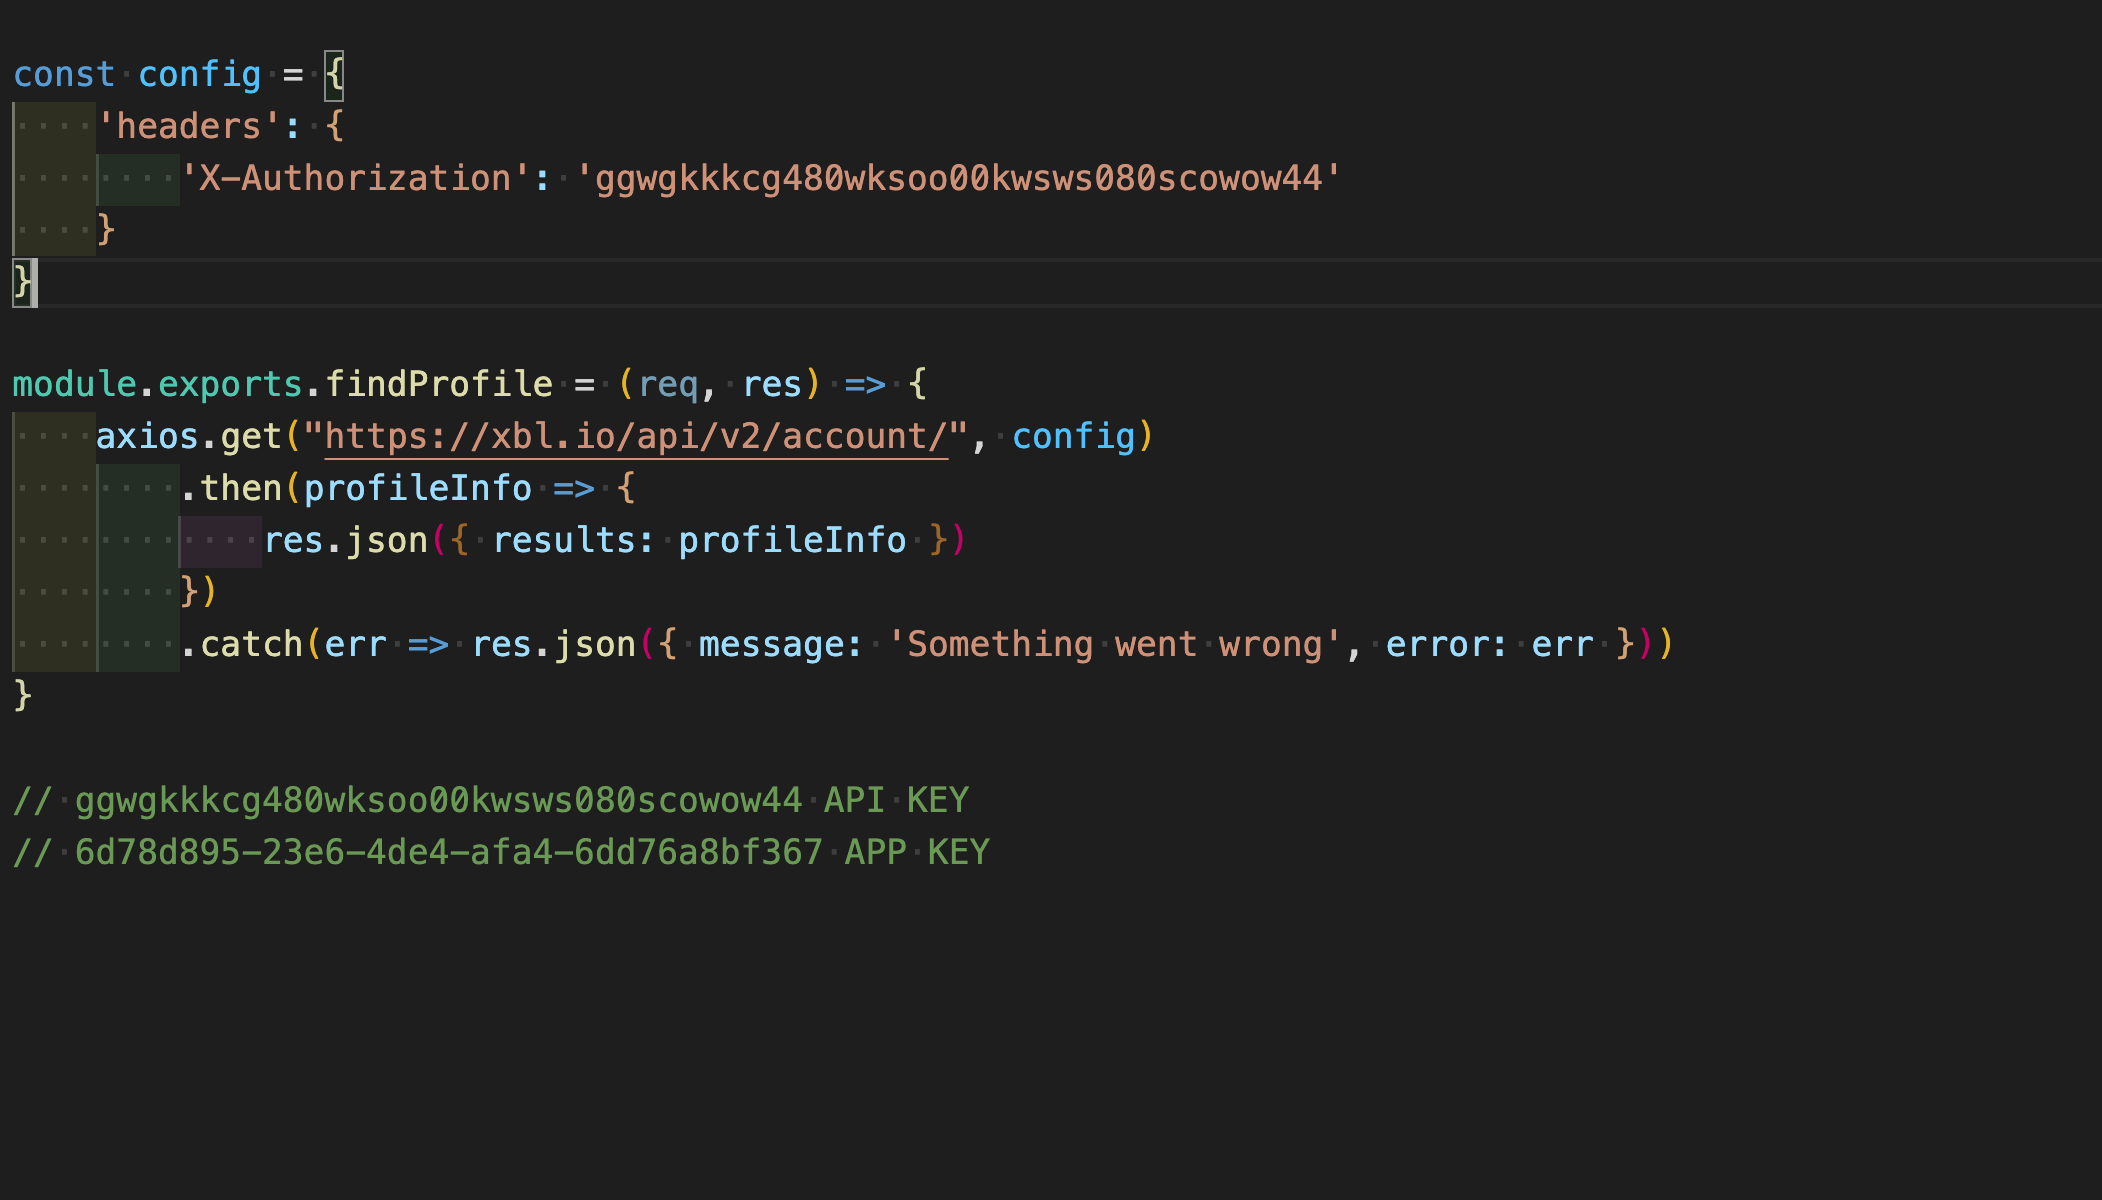 const config = {
    'headers': {
        'X-Authorization': 'ggwgkkkcg480wksoo00kwsws080scowow44'
    }
}
module.exports.findProfile = (req, res) => {
    axios.get("https://xbl.io/api/v2/account/", config)
        .then(profileInfo => {
            res.json({ results: profileInfo })
        })
        .catch(err => res.json({ message: 'Something went wrong', error: err }))
}
// ggwgkkkcg480wksoo00kwsws080scowow44 API KEY
// 6d78d895-23e6-4de4-afa4-6dd76a8bf367 APP KEY